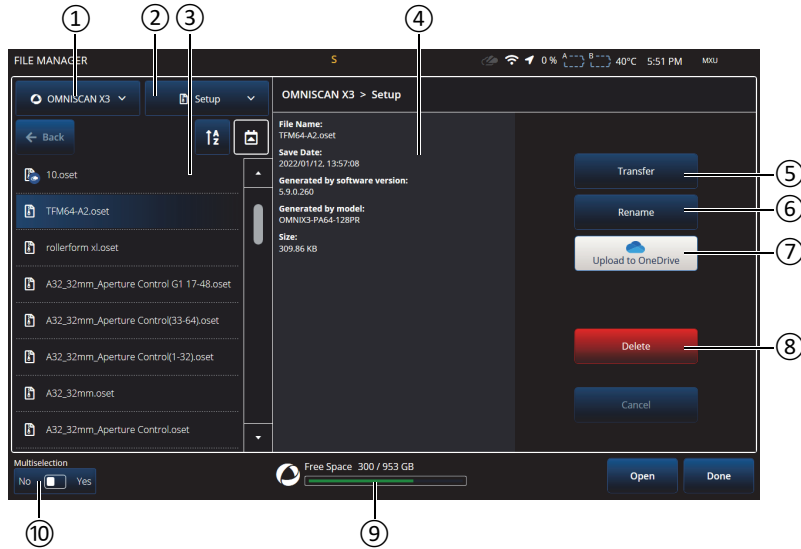 ① ② ③ ④
FILE MANAGER S 0 % A B 40°C 5:51 PM MXU
OMNISCAN X3 Setup OMNISCAN X3 > Setup
Back
File Name:
TFM64-A2.oset
Save Date:
2022/01/12, 13:57:08
Generated by software version:
5.9.0.260
Generated by model:
OMNIX3-PA64-128PR
Size:
309.86 KB
10.oset
TFM64-A2.oset
rollerform xl.oset
A32_32mm_Aperture Control G1 17-48.oset
A32_32mm_Aperture Control(33-64).oset
A32_32mm_Aperture Control(1-32).oset
A32_32mm.oset
A32_32mm_Aperture Control.oset
Transfer ⑤
Rename ⑥
Upload to OneDrive ⑦
Delete ⑧
Cancel
Multiselection
No Yes
Free Space 300 / 953 GB
Open Done
⑩ ⑨